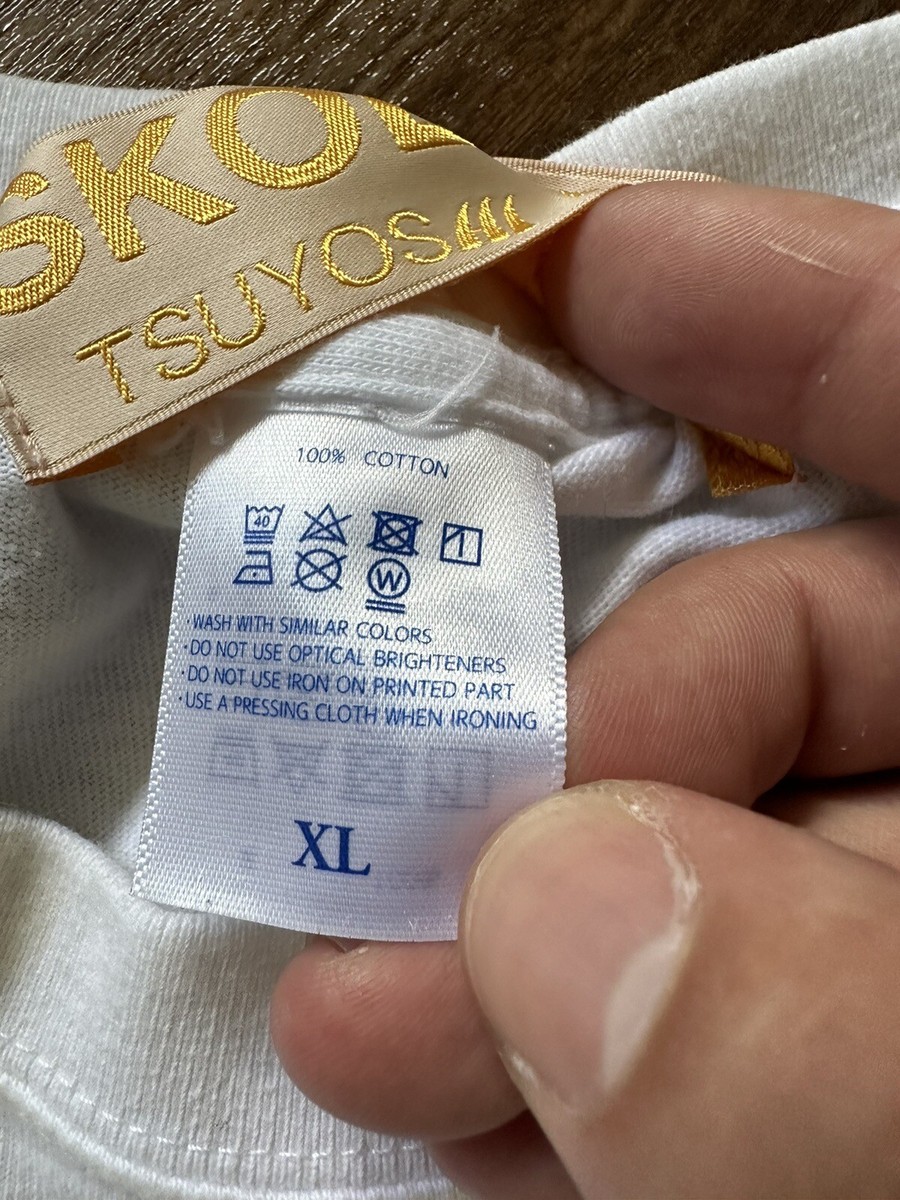 SKOL
TSUYOS
100% COTTON
40
W
·WASH WITH SIMILAR COLORS
·DO NOT USE OPTICAL BRIGHTENERS
·DO NOT USE IRON ON PRINTED PART
·USE A PRESSING CLOTH WHEN IRONING
XL